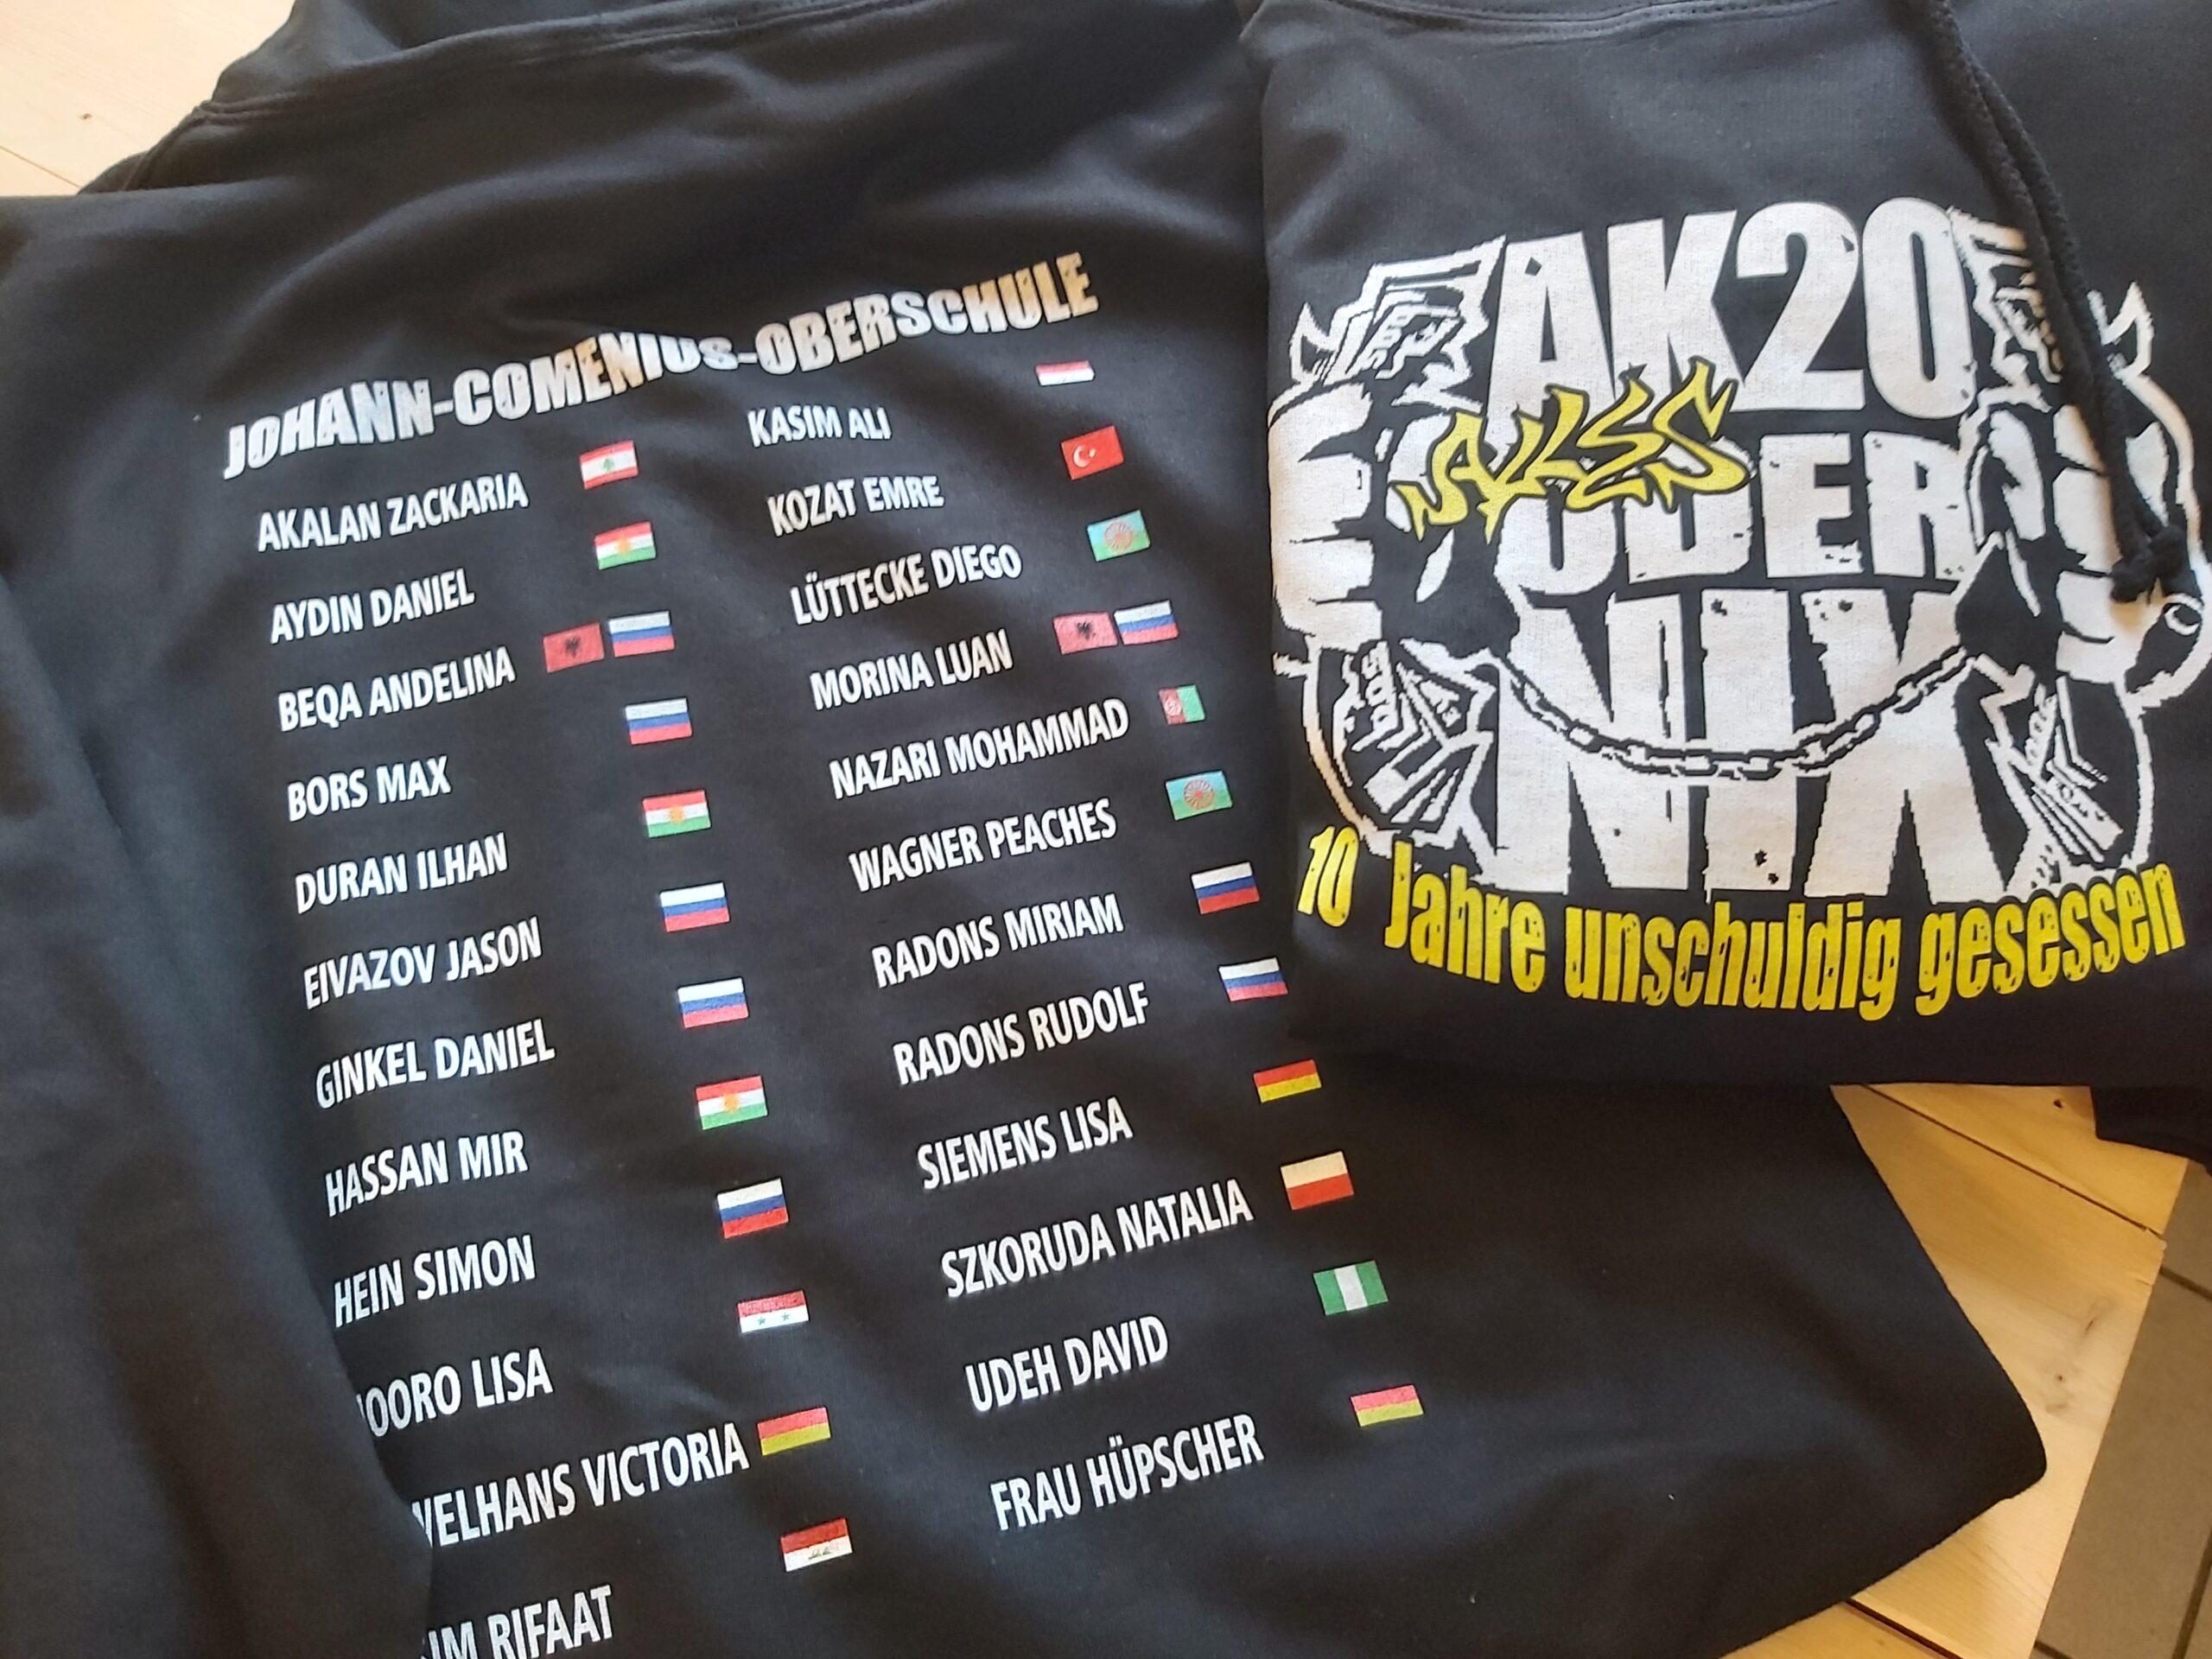 JOHANN-COMENIUS-OBERSCHULE
AKALAN ZACKARIA
AYDIN DANIEL
BEQA ANDELINA
BORS MAX
DURAN ILHAN
EIVAZOV JASON
GINKEL DANIEL
HASSAN MIR
HEIN SIMON
LISA
VICTORIA
RIFAAT
KASIM ALI
KOZAT EMRE
LÜTTECKE DIEGO
MORINA LUAN
NAZARI MOHAMMAD
WAGNER PEACHES
RADONS MIRIAM
RADONS RUDOLF
SIEMENS LISA
SZKORUDA NATALIA
UDEH DAVID
FRAU HÜPSCHER
AK20
ALLES
ODER
NIX
10 Jahre unschuldig gesessen